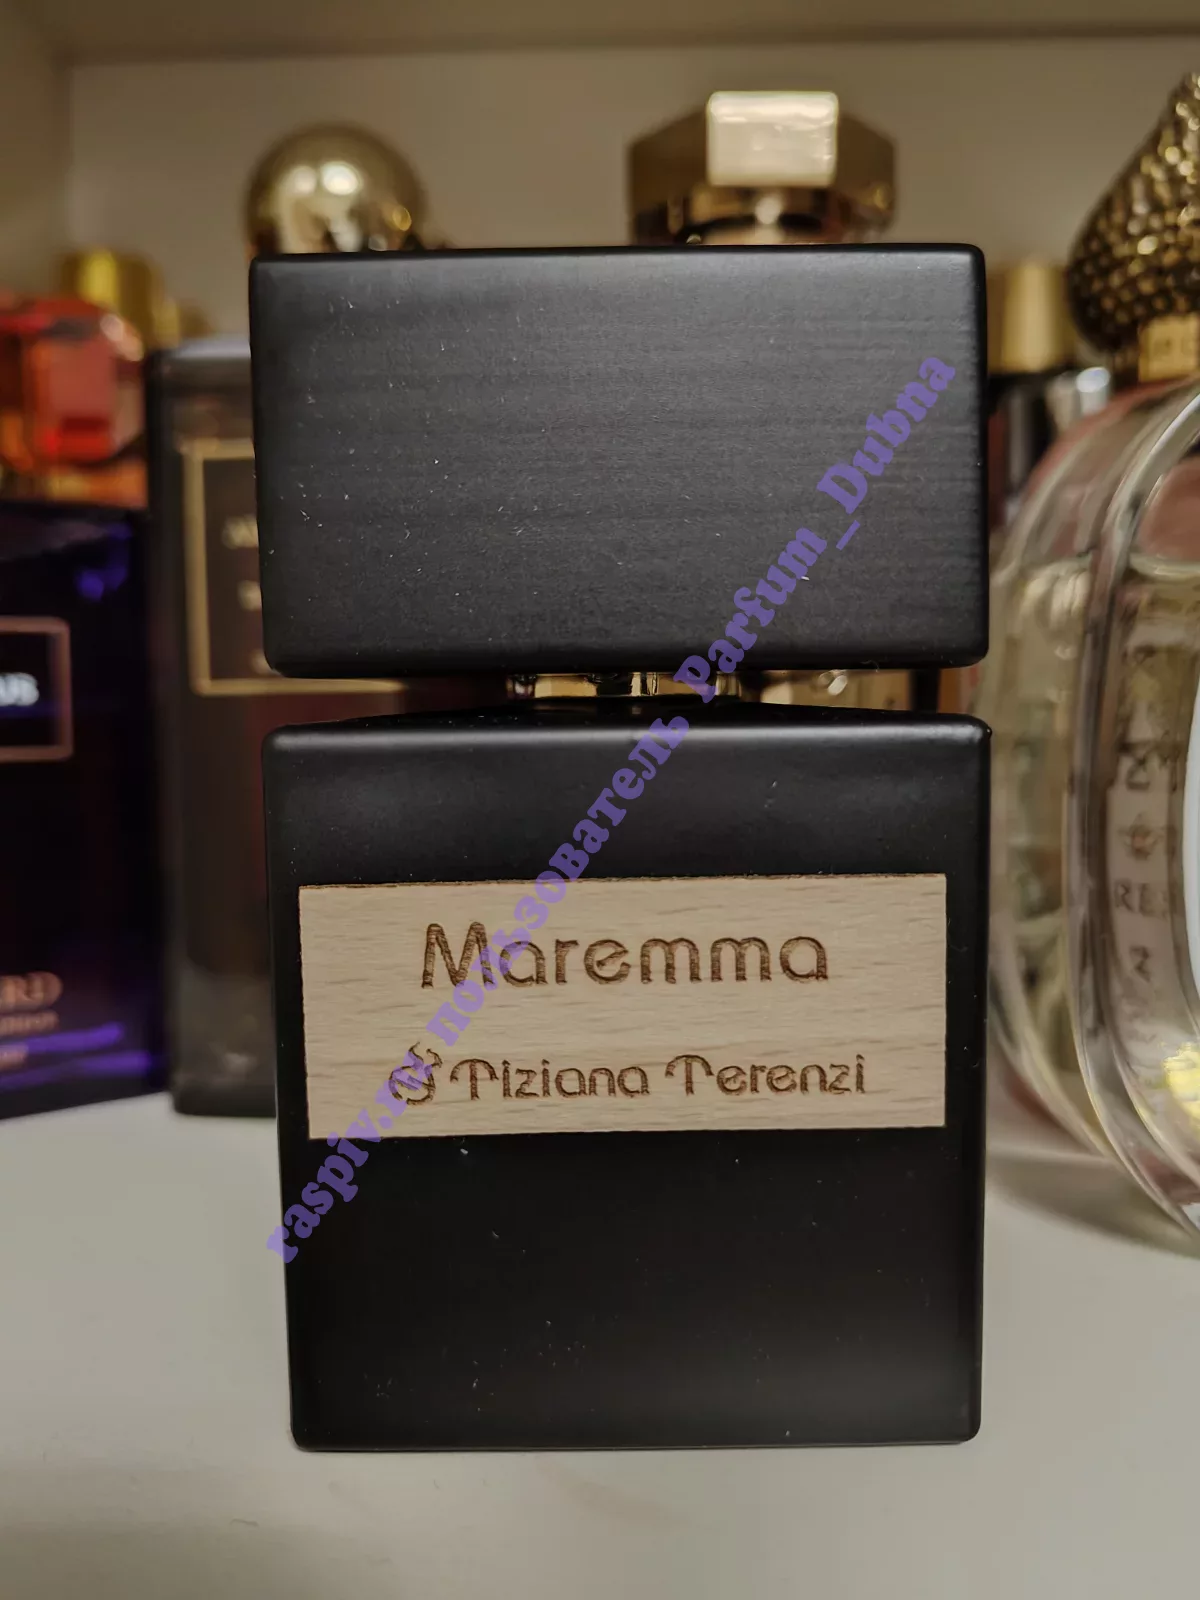 Maremma
Tiziana Terenzi
raspiv.ru пользователь Parfum_Dubna